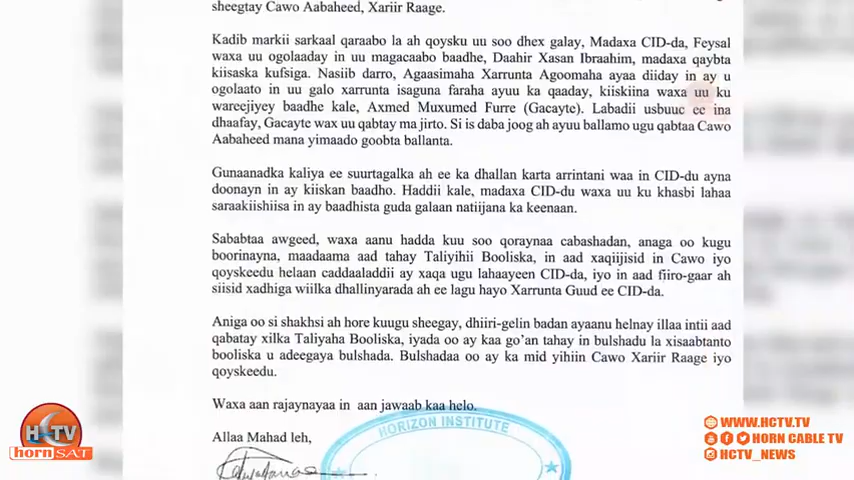 sheegtay Cawo Aabaheed, Xariir Raage.
Kadib markii sarkaal qaraabo la ah qoysku uu soo dhex galay, Madaxa CID-da, Feysal
waxa uu ogolaaday in uu magacaabo baadhe, Daahir Xasan Ibraahim, madaxa qaybta
kiisaska kufsiga. Nasiib darro, Agaasimaha Xarrunta Agoomaha ayaa diiday in ay u
ogolaato in uu galo xarrunta isaguna faraha ayuu ka qaaday, kiiskiina waxa uu ku
wareejiyey baadhe kale, Axmed Muxumed Furre (Gacayte). Labadii usbuuc ee ina
dhaafay, Gacayte wax uu qabtay ma jirto. Si is daba joog ah ayuu ballamo ugu qabtaa Cawo
Aabaheed mana yimaado goobta ballanta.
Gunaanadka kaliya ee suurtagalka ah ee ka dhallan karta arrintani waa in CID-du ayna
doonayn in ay kiiskan baadho. Haddii kale, madaxa CID-du waxa uu ku khasbi lahaa
saraakiishiisa in ay baadhista guda galaan natiijana ka keenaan.
Sababtaa awgeed, waxa aanu hadda kuu soo qoraynaa cabashadan, anaga oo kugu
boorinayna, maadaama aad tahay Taliyihii Booliska, in aad xaqiijisid in Cawo iyo
qoyskeedu helaan caddaaladdii ay xaqa ugu lahaayeen CID-da, iyo in aad fiiro-gaar ah
siisid xadhiga wiilka dhallinyarada ah ee lagu hayo Xarrunta Guud ee CID-da.
Aniga oo si shakhsi ah hore kuugu sheegay, dhiiri-gelin badan ayaanu helnay illaa intii aad
qabatay xilka Taliyaha Booliska, iyada oo ay kaa go'an tahay in bulshadu la xisaabtanto
booliska u adeegaya bulshada. Bulshadaa oo ay ka mid yihiin Cawo Xariir Raage iyo
qoyskeedu.
Waxa aan rajaynayaa in aan jawaab kaa helo.
Allaa Mahad leh,
HORIZON INSTITUTE
HCTV
horn SAT
WWW.HCTV.TV
HORN CABLE TV
HCTV_NEWS